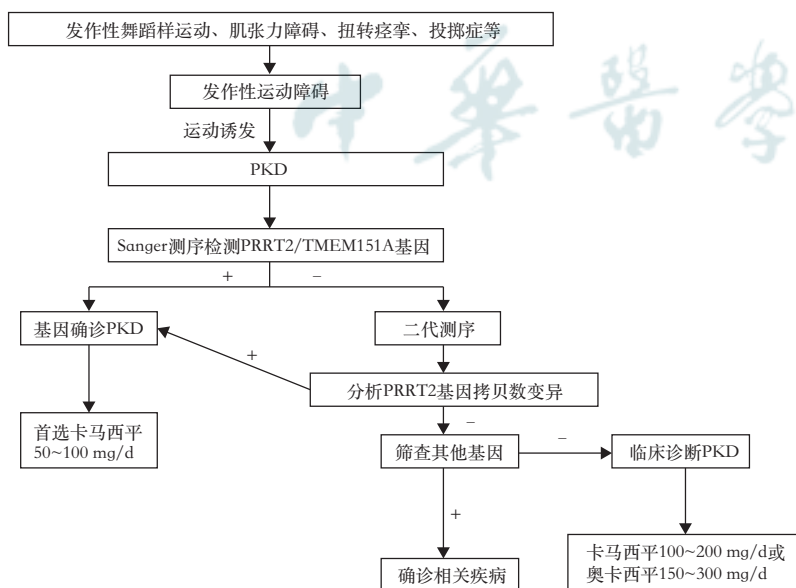 发作性舞蹈样运动、肌张力障碍、扭转痉挛、投掷症等
中華醫學
发作性运动障碍
运动诱发
PKD
Sanger测序检测PRRT2/TMEM151A基因
+
−
基因确诊PKD
二代测序
+
分析PRRT2基因拷贝数变异
首选卡马西平
50~100 mg/d
−
筛查其他基因
−
临床诊断PKD
+
确诊相关疾病
卡马西平100~200 mg/d或
奥卡西平150~300 mg/d